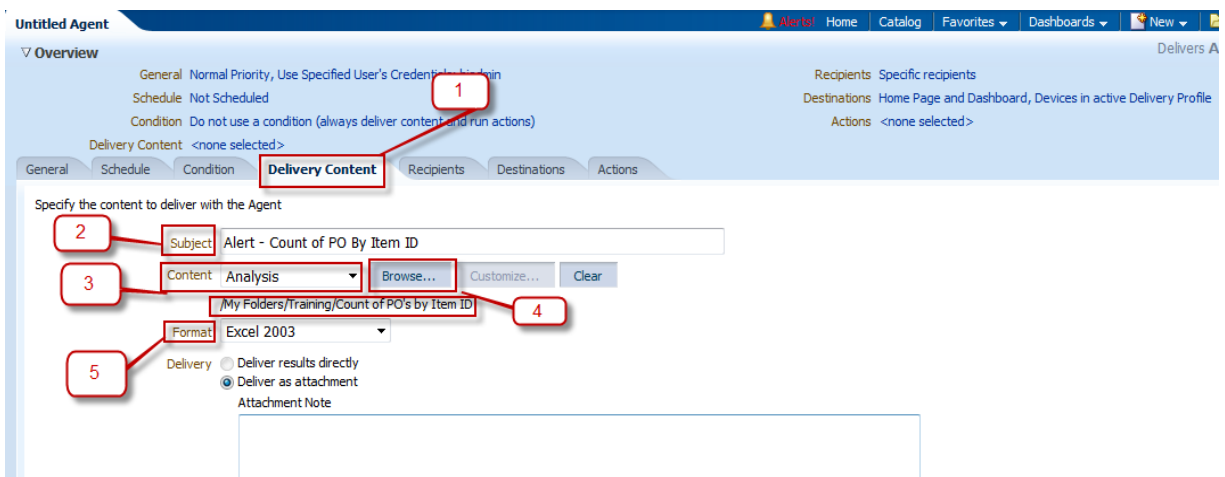 Untitled Agent
Alerts! Home Catalog Favorites Dashboards New
Overview
Delivers A
General Normal Priority, Use Specified User's Credentials:
Recipients Specific recipients
Schedule Not Scheduled
Destinations Home Page and Dashboard, Devices in active Delivery Profile
Condition Do not use a condition (always deliver content and run actions)
Actions <none selected>
Delivery Content <none selected>
1
General Schedule Condition Delivery Content Recipients Destinations Actions
Specify the content to deliver with the Agent
2
Subject Alert - Count of PO By Item ID
3
Content Analysis Browse... Customize... Clear
/My Folders/Training/Count of PO's by Item ID
4
Format Excel 2003
5
Delivery Deliver results directly
Deliver as attachment
Attachment Note